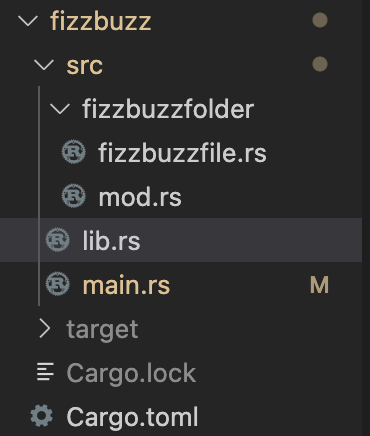 fizzbuzz
src
fizzbuzzfolder
fizzbuzzfile.rs
mod.rs
lib.rs
main.rs M
target
Cargo.lock
Cargo.toml